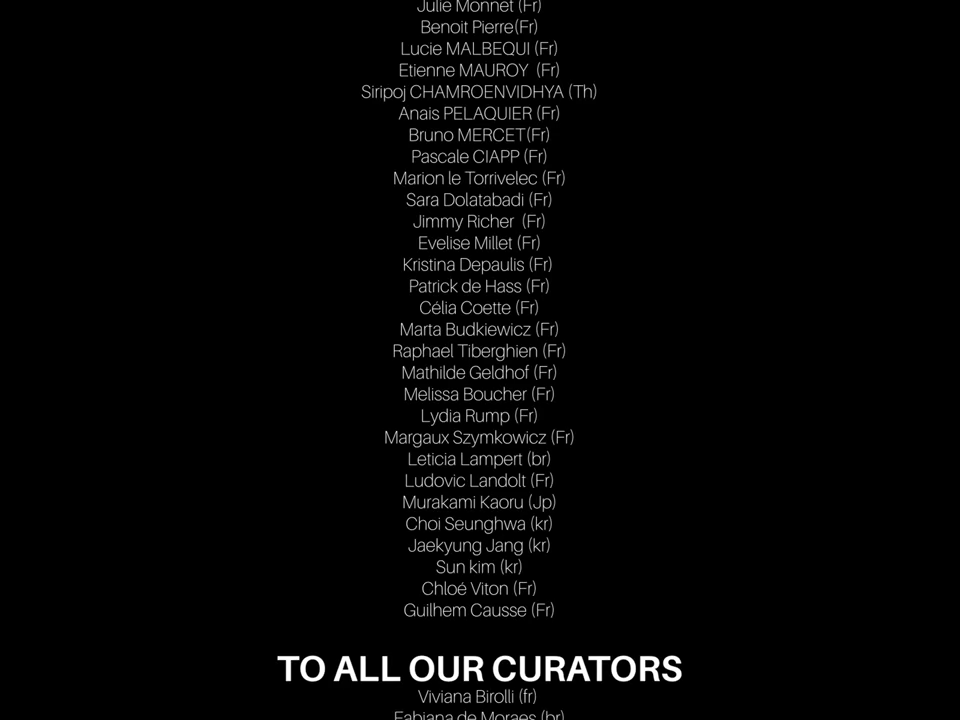 Julie Monnet (Fr)
Benoit Pierre(Fr)
Lucie MALBEQUI (Fr)
Etienne MAUROY  (Fr)
Siripoj CHAMROENVIDHYA (Th)
Anais PELAQUIER (Fr)
Bruno MERCET(Fr)
Pascale CIAPP (Fr)
Marion le Torrivelec (Fr)
Sara Dolatabadi (Fr)
Jimmy Richer  (Fr)
Evelise Millet (Fr)
Kristina Depaulis (Fr)
Patrick de Hass (Fr)
Célia Coette (Fr)
Marta Budkiewicz (Fr)
Raphael Tiberghien (Fr)
Mathilde Geldhof (Fr)
Melissa Boucher (Fr)
Lydia Rump (Fr)
Margaux Szymkowicz (Fr)
Leticia Lampert (br)
Ludovic Landolt (Fr)
Murakami Kaoru (Jp)
Choi Seunghwa (kr)
Jaekyung Jang (kr)
Sun kim (kr)
Chloé Viton (Fr)
Guilhem Causse (Fr)
TO ALL OUR CURATORS
Viviana Birolli (fr)
Fabiana de Moraes (br)